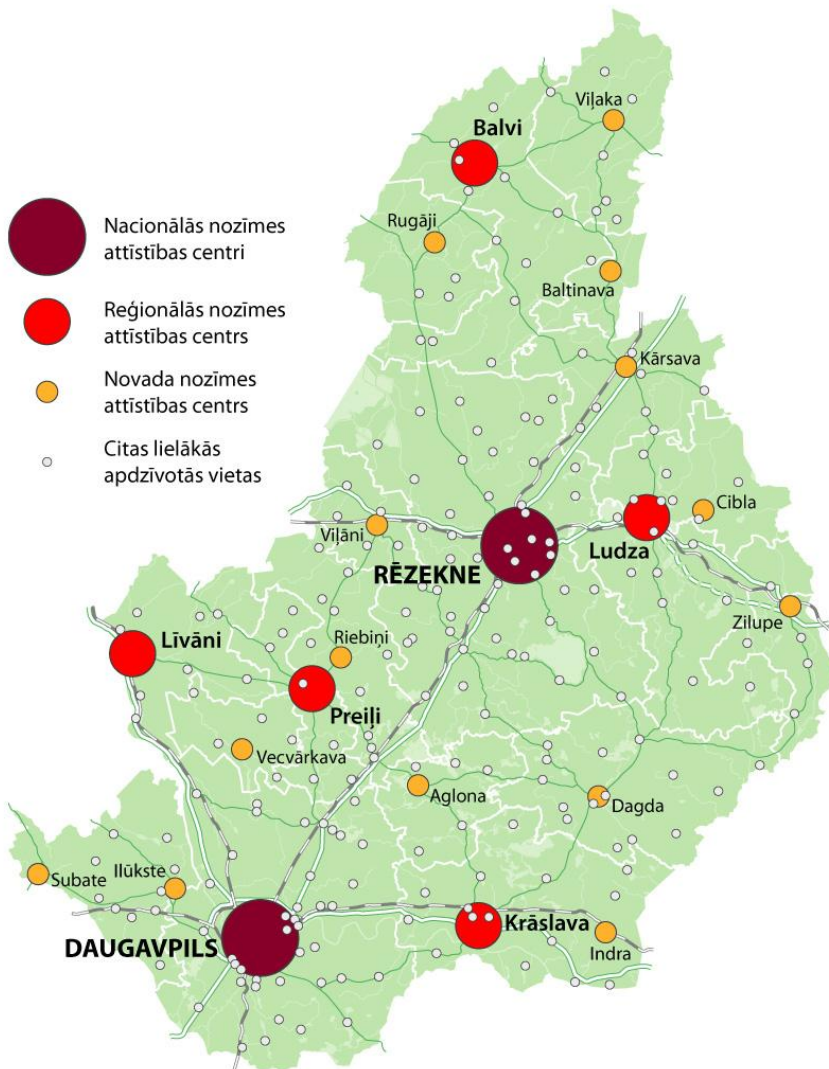 Nacionālās nozīmes
attīstības centri
Reģionālās nozīmes
attīstības centrs
Novada nozīmes
attīstības centrs
Citas lielākās
apdzīvotās vietas
Viļaka
Balvi
Rugāji
Baltinava
Kārsava
Cibla
Viļāni
Ludza
RĒZEKNE
Zilupe
Līvāni
Riebiņi
Preiļi
Vecvārkava
Aglona
Dagda
Ilūkste
Subate
Krāslava
DAUGAVPILS
Indra